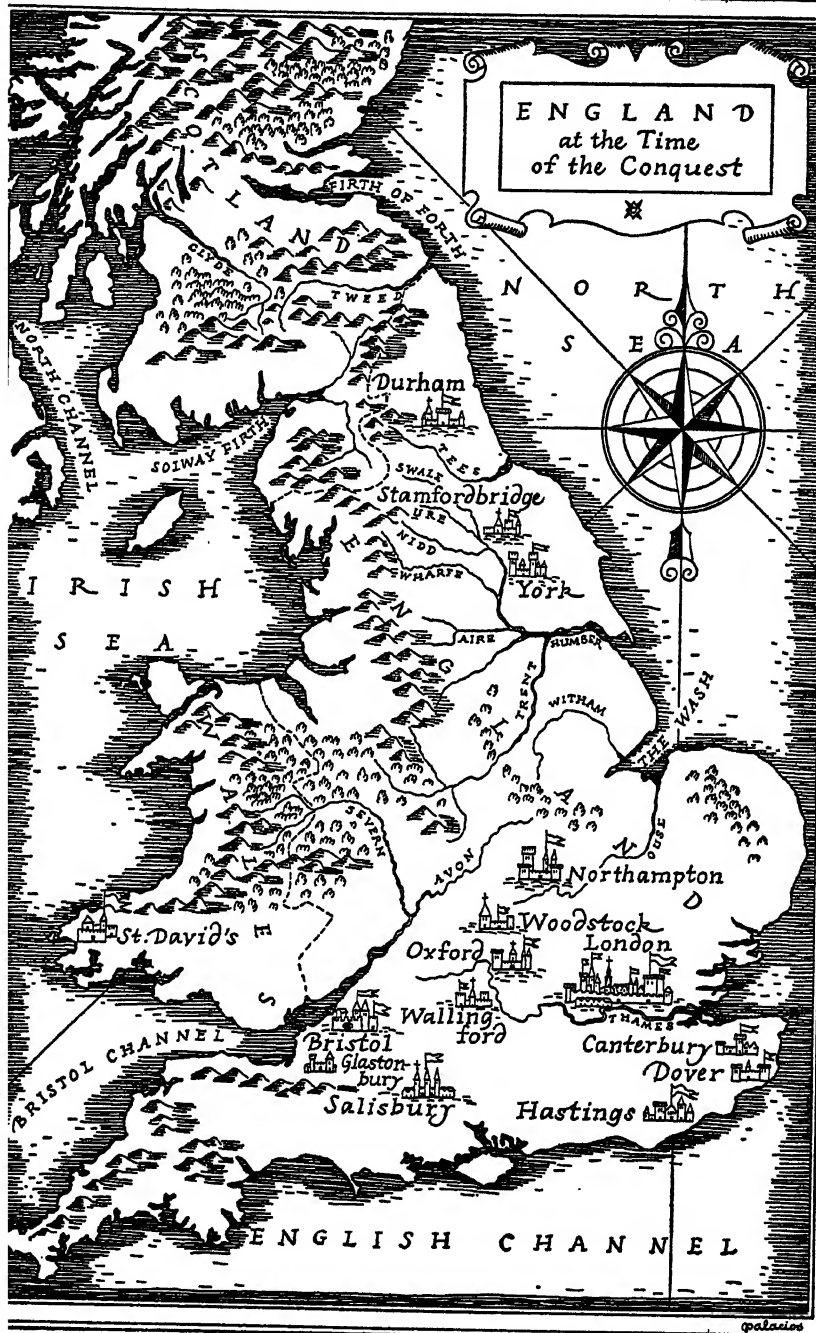 ENGLAND
at the Time
of the Conquest
SCOTLAND
FIRTH OF FORTH
CLYDE
TWEED
NORTH
SEA
NORTH CHANNEL
SOLWAY FIRTH
Durham
TEES
SWALE
Stamfordbridge
URE
NIDD
WHARFE
York
IRISH
SEA
AIRE
HUMBER
ENGLAND
TRENT
WITHAM
THE WASH
WALES
SEVERN
AVON
OUSE
Northampton
St. David's
Woodstock
Oxford
London
Walling
ford
THAMES
Bristol
Glaston-
bury
Canterbury
Dover
Salisbury
Hastings
BRISTOL CHANNEL
ENGLISH CHANNEL
palacios